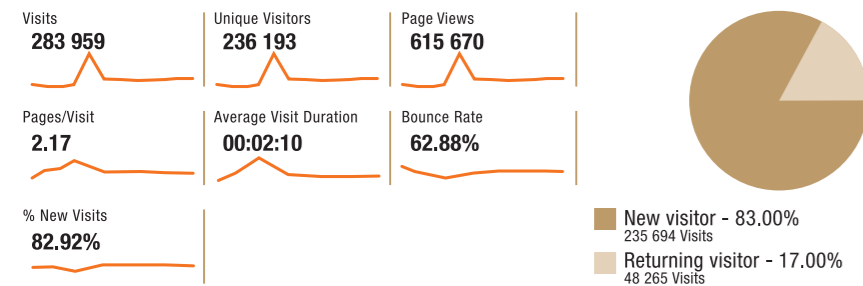 Visits
283 959
Unique Visitors
236 193
Page Views
615 670
Pages/Visit
2.17
Average Visit Duration
00:02:10
Bounce Rate
62.88%
% New Visits
82.92%
New visitor - 83.00%
235 694 Visits
Returning visitor - 17.00%
48 265 Visits